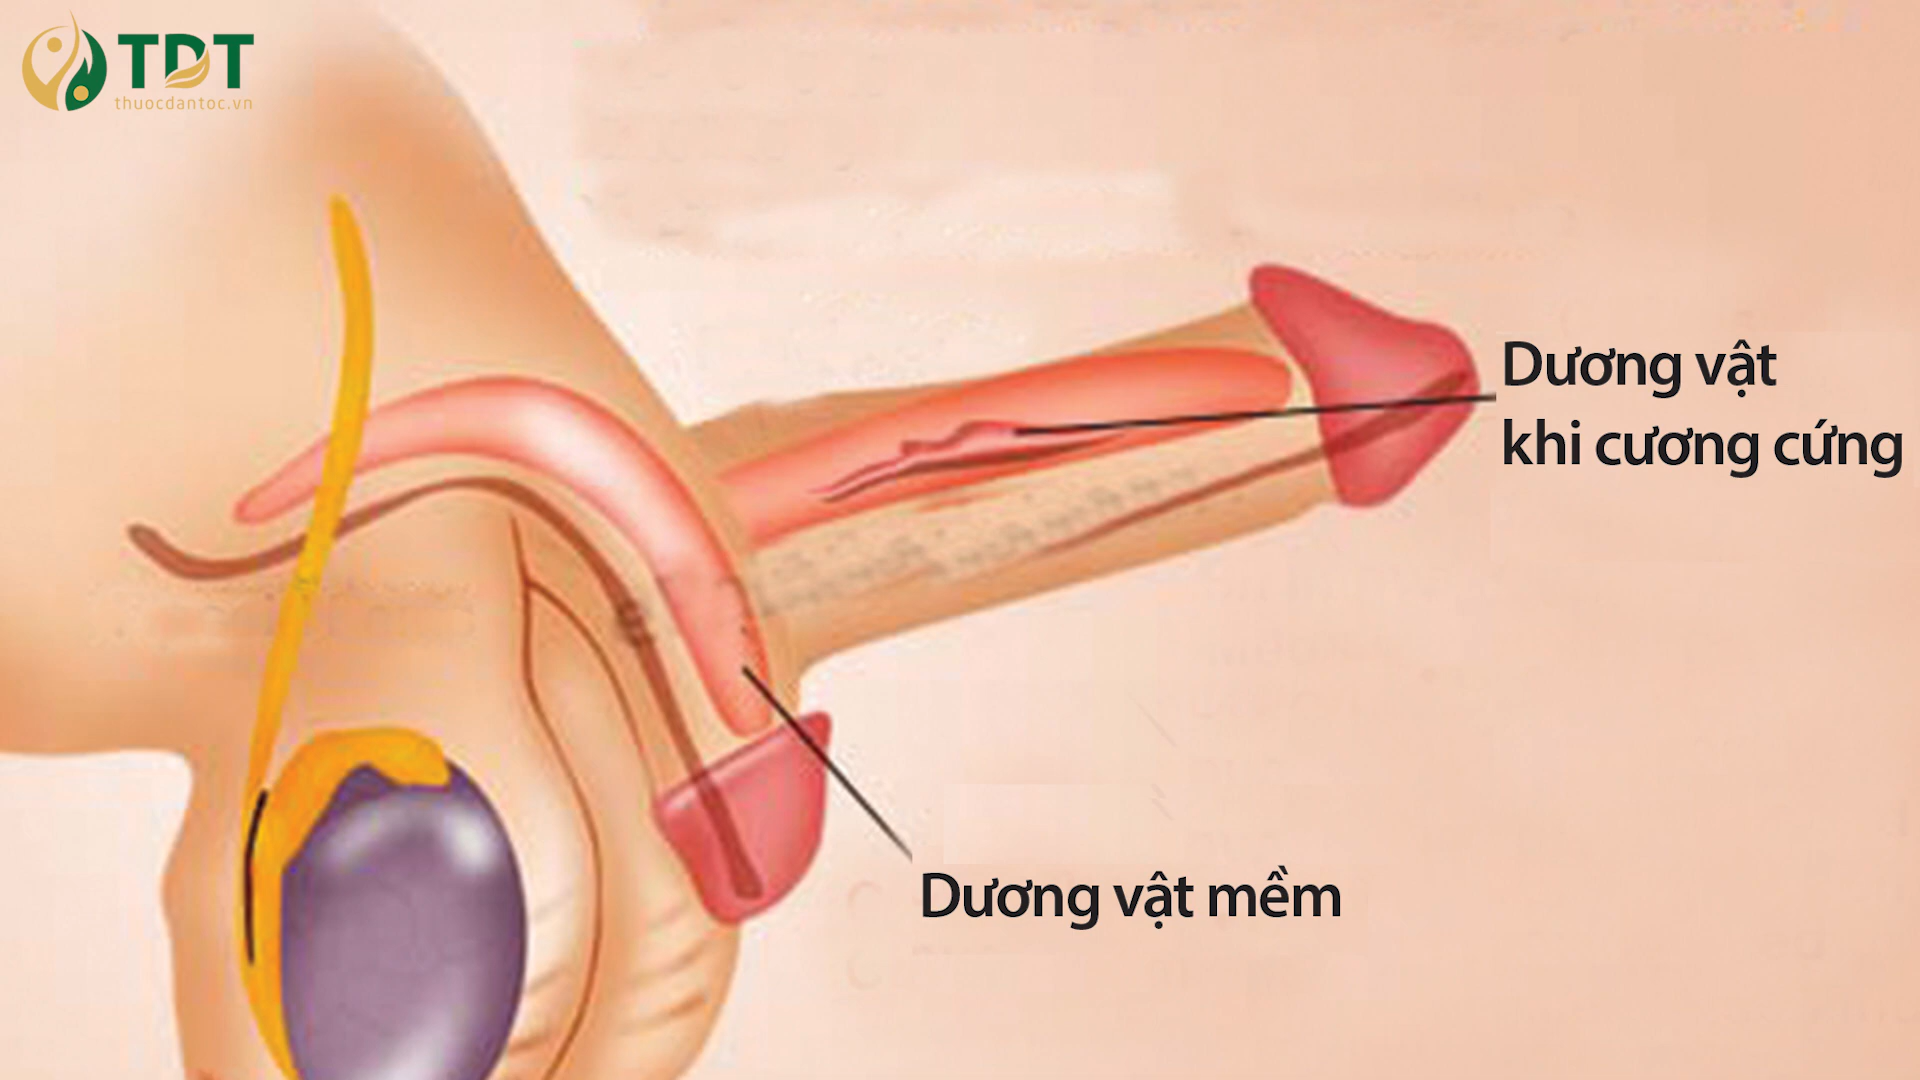 TDT
thuocdantoc.vn
Dương vật
khi cương cứng
Dương vật mềm